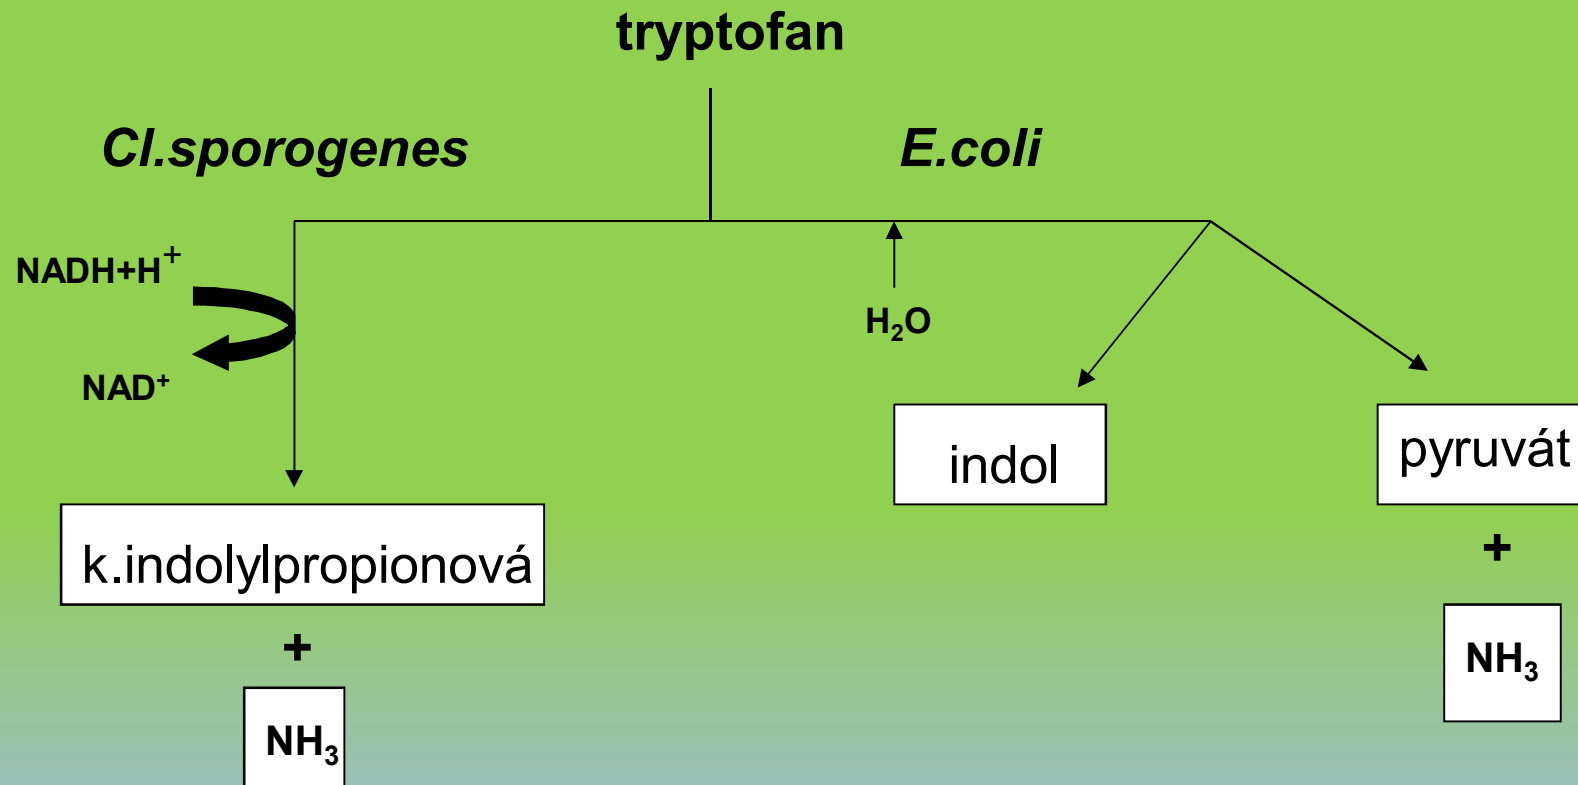 tryptofan
Cl.sporogenes
E.coli
NADH+H⁺
H₂O
NAD⁺
indol
pyruvát
k.indolylpropionová
+
+
NH₃
NH₃